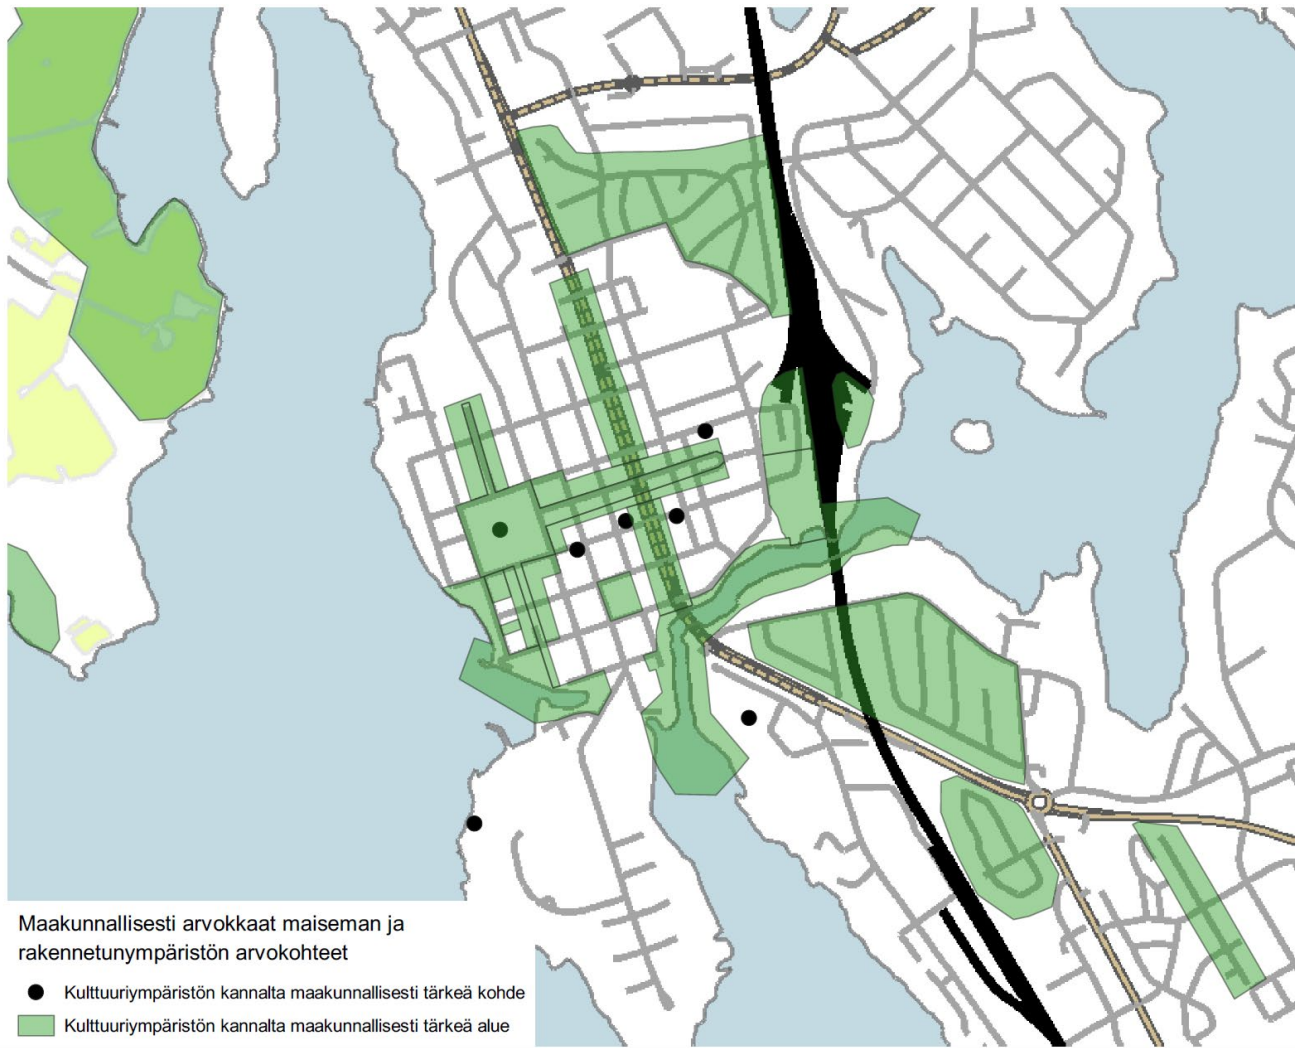 Maakunnallisesti arvokkaat maiseman ja
rakennetunympäristön arvokohteet
Kulttuuriympäristön kannalta maakunnallisesti tärkeä kohde
Kulttuuriympäristön kannalta maakunnallisesti tärkeä alue